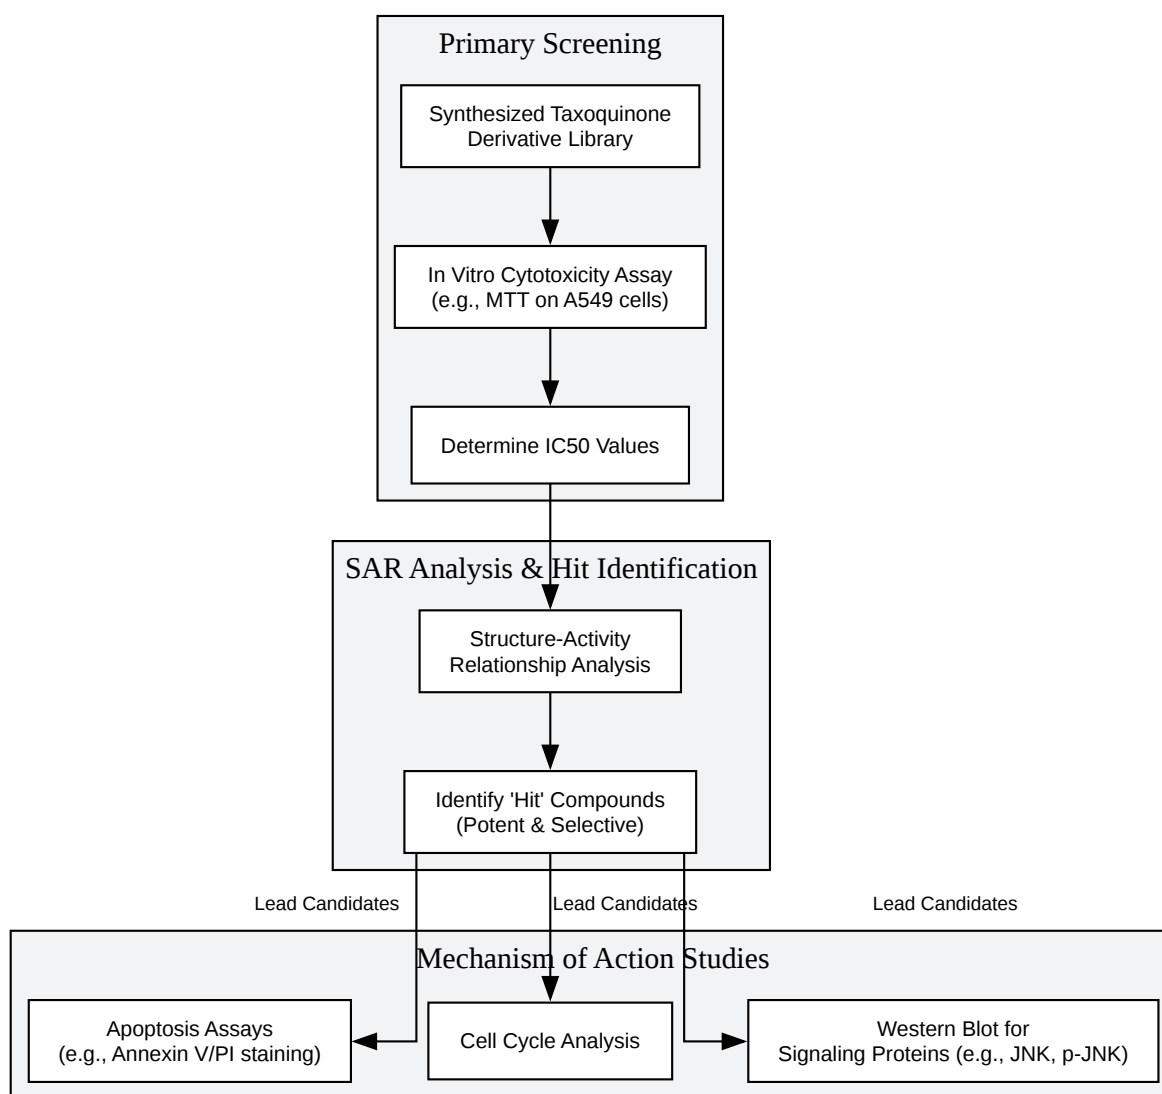 Primary Screening
Synthesized Taxoquinone
Derivative Library
In Vitro Cytotoxicity Assay
(e.g., MTT on A549 cells)
Determine IC50 Values
SAR Analysis & Hit Identification
Structure-Activity
Relationship Analysis
Identify 'Hit' Compounds
(Potent & Selective)
Lead Candidates
Lead Candidates
Lead Candidates
Mechanism of Action Studies
Apoptosis Assays
(e.g., Annexin V/PI staining)
Cell Cycle Analysis
Western Blot for
Signaling Proteins (e.g., JNK, p-JNK)